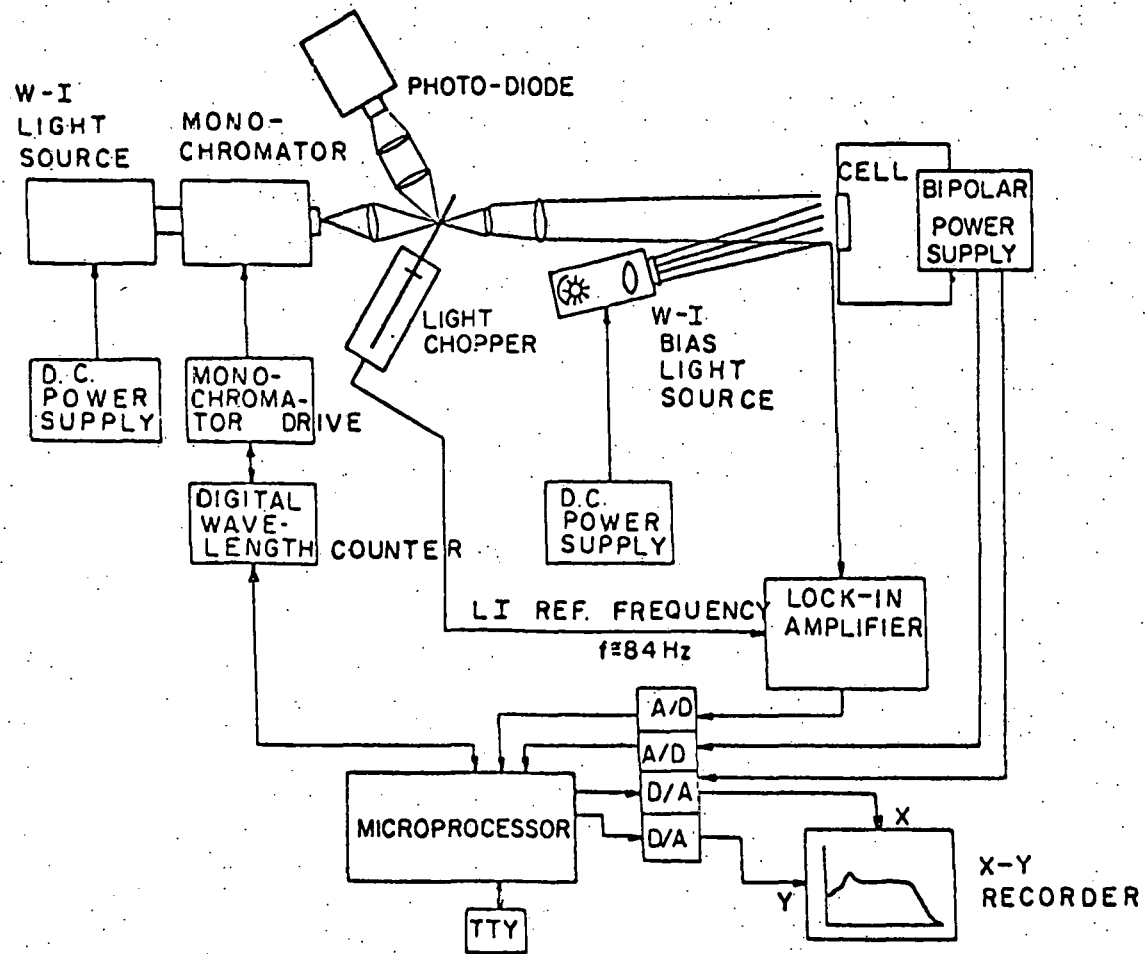 PHOTO-DIODE
W-I
LIGHT
SOURCE
MONO-
CHROMATOR
CELL
BIPOLAR
POWER
SUPPLY
LIGHT
CHOPPER
W-I
BIAS
LIGHT
SOURCE
D.C.
POWER
SUPPLY
MONO-
CHROMA-
TOR DRIVE
DIGITAL
WAVE-
LENGTH COUNTER
D.C.
POWER
SUPPLY
LI REF. FREQUENCY
f≅84 Hz
LOCK-IN
AMPLIFIER
A/D
A/D
D/A
D/A
MICROPROCESSOR
X
Y
X-Y
RECORDER
TTY